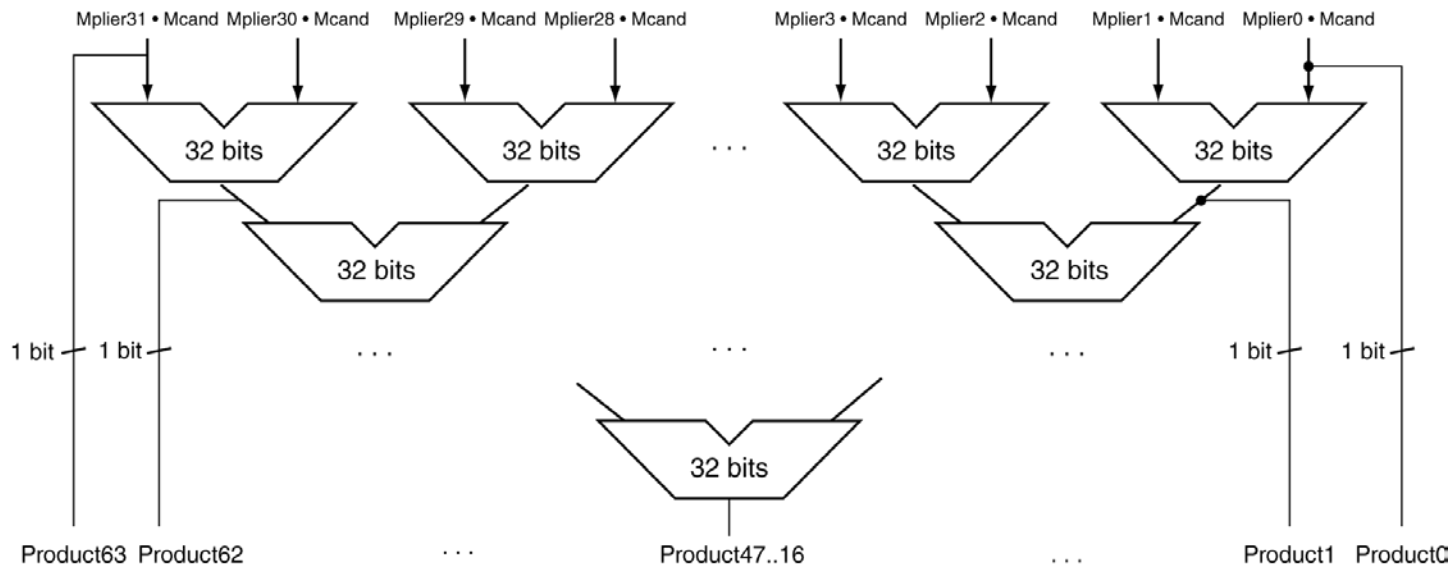 Mplier31 • Mcand Mplier30 • Mcand Mplier29 • Mcand Mplier28 • Mcand Mplier3 • Mcand Mplier2 • Mcand Mplier1 • Mcand Mplier0 • Mcand
32 bits 32 bits . . . 32 bits 32 bits
32 bits 32 bits
1 bit 1 bit . . . . . . . . . 1 bit 1 bit
32 bits
Product63 Product62 . . . Product47..16 . . . Product1 Product0